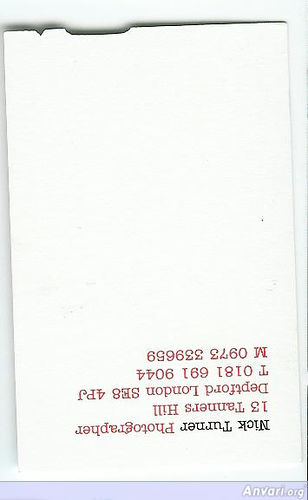 Nick Turner Photographer
13 Tanners Hill
Deptford London SE8 4PJ
T 0181 691 9044
M 0973 339659
Anvari.org